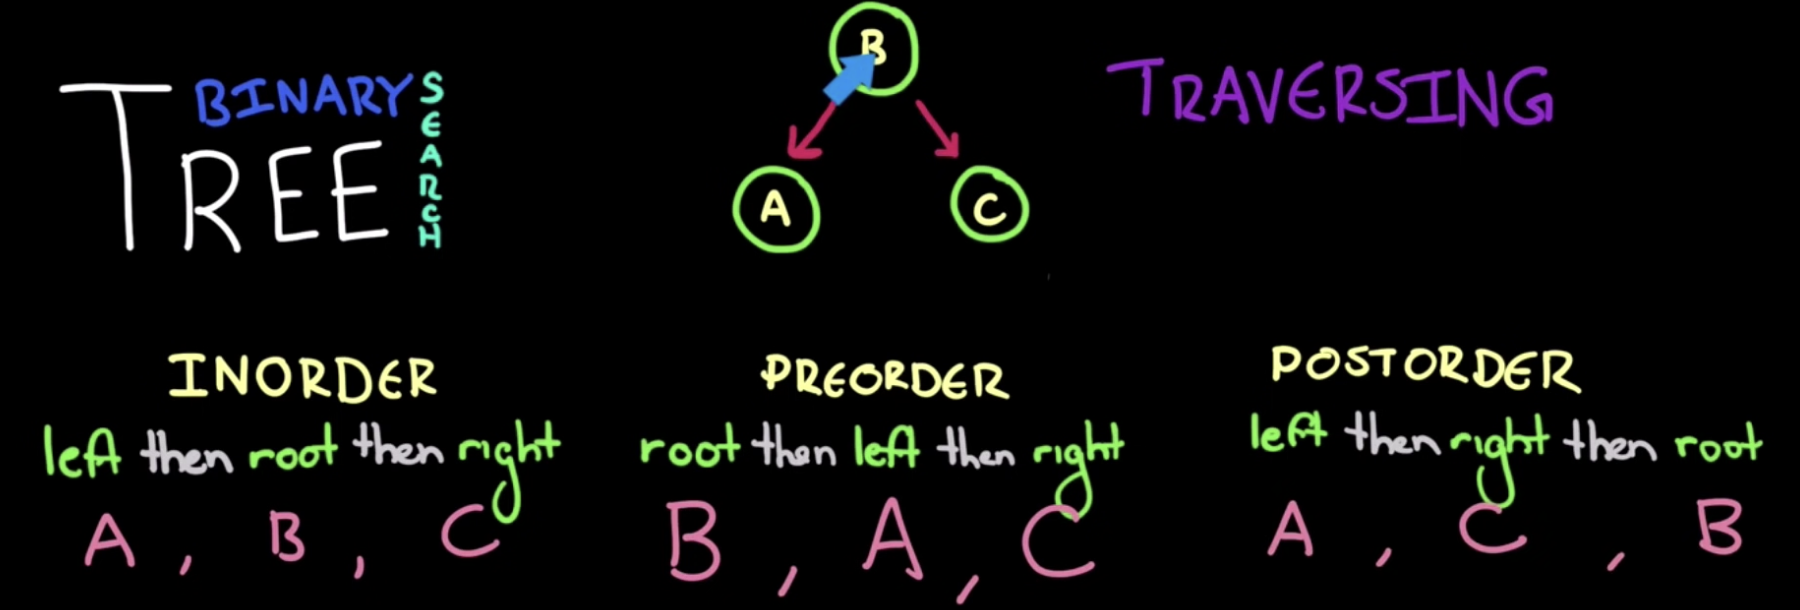 BINARY
SEARCH
TREE
B
A
C
TRAVERSING
INORDER
left then root then right
A , B , C
PREORDER
root then left then right
B , A , C
POSTORDER
left then right then root
A , C , B